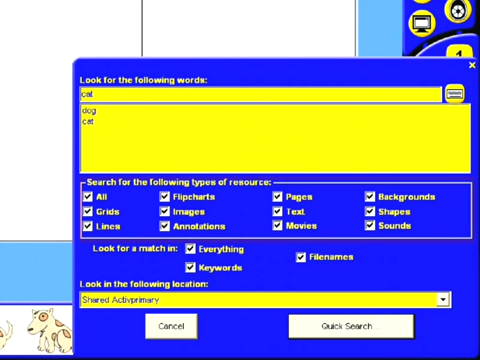 Look for the following words:
cat
dog
cat
Search for the following types of resource:
All Flipcharts Pages Backgrounds
Grids Images Text Shapes
Lines Annotations Movies Sounds
Look for a match in: Everything Filenames
Keywords
Look in the following location:
Shared Activprimary
Cancel Quick Search...